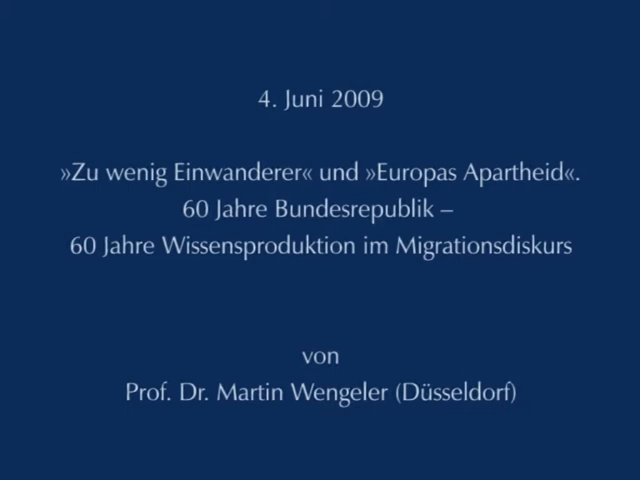 4. Juni 2009
»Zu wenig Einwanderer« und »Europas Apartheid«.
60 Jahre Bundesrepublik –
60 Jahre Wissensproduktion im Migrationsdiskurs
von
Prof. Dr. Martin Wengeler (Düsseldorf)